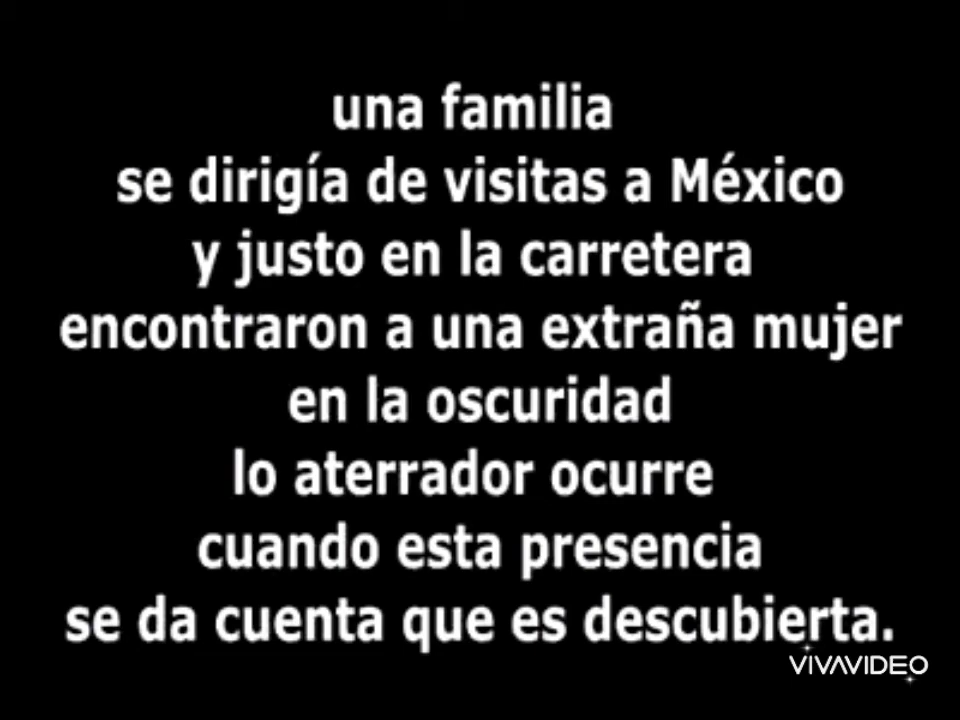 una familia
se dirigía de visitas a México
y justo en la carretera
encontraron a una extraña mujer
en la oscuridad
lo aterrador ocurre
cuando esta presencia
se da cuenta que es descubierta.
VIVAVIDEO